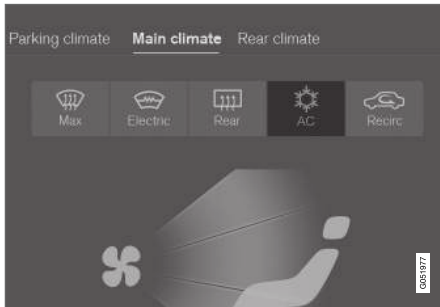 Parking climate Main climate Rear climate
Max Electric Rear AC Recirc
G051977